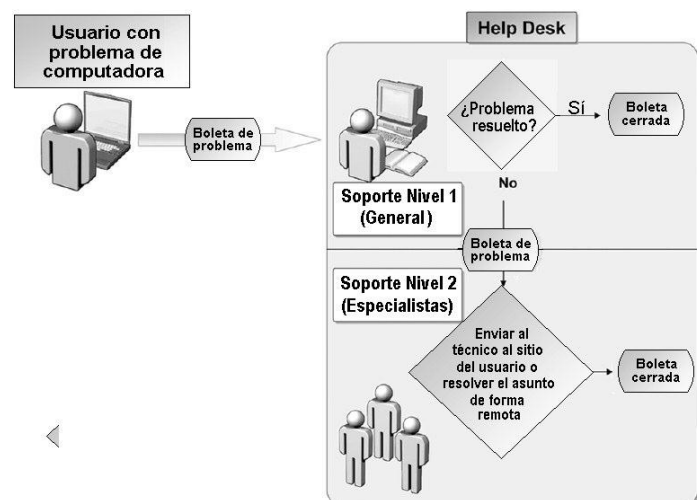 Usuario con
problema de
computadora
Boleta de
problema
Help Desk
¿Problema
resuelto?
Sí
Boleta
cerrada
Soporte Nivel 1
(General)
No
Boleta de
problema
Soporte Nivel 2
(Especialistas)
Enviar al
técnico al sitio
del usuario o
resolver el asunto
de forma
remota
Boleta
cerrada